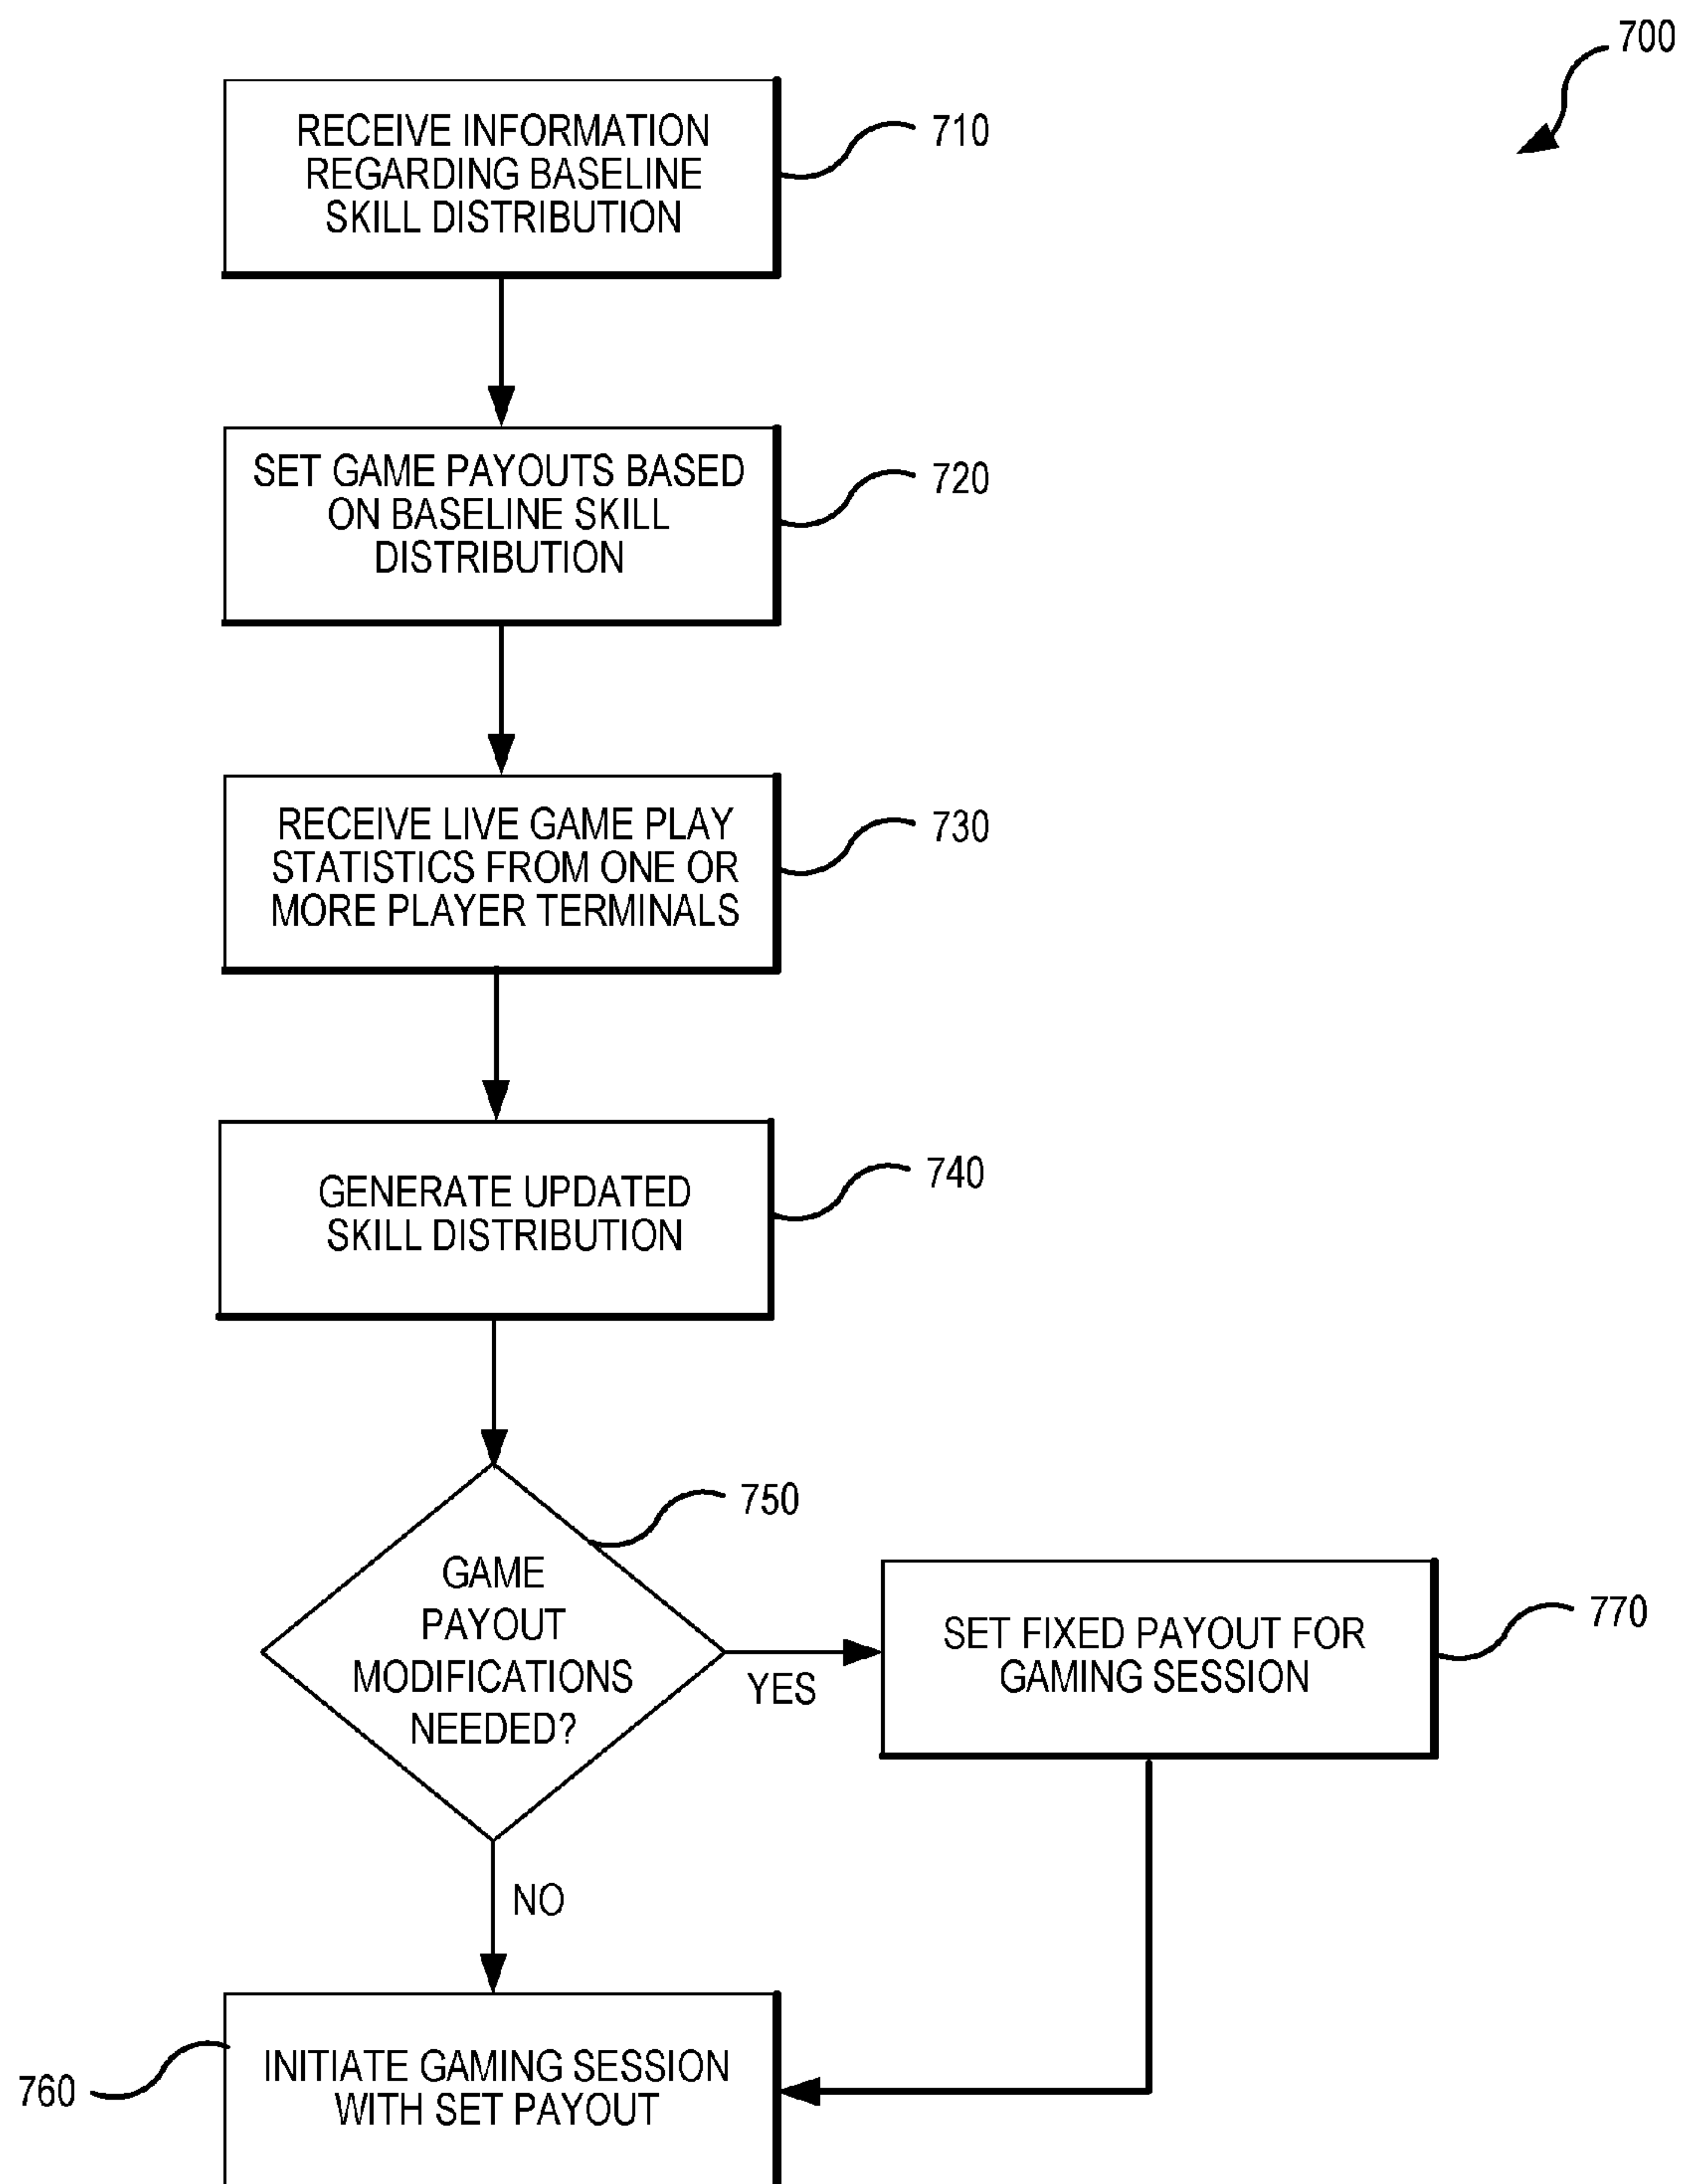 700
RECEIVE INFORMATION
REGARDING BASELINE
SKILL DISTRIBUTION
710
SET GAME PAYOUTS BASED
ON BASELINE SKILL
DISTRIBUTION
720
RECEIVE LIVE GAME PLAY
STATISTICS FROM ONE OR
MORE PLAYER TERMINALS
730
GENERATE UPDATED
SKILL DISTRIBUTION
740
GAME
PAYOUT
MODIFICATIONS
NEEDED?
750
YES
SET FIXED PAYOUT FOR
GAMING SESSION
770
NO
INITIATE GAMING SESSION
WITH SET PAYOUT
760